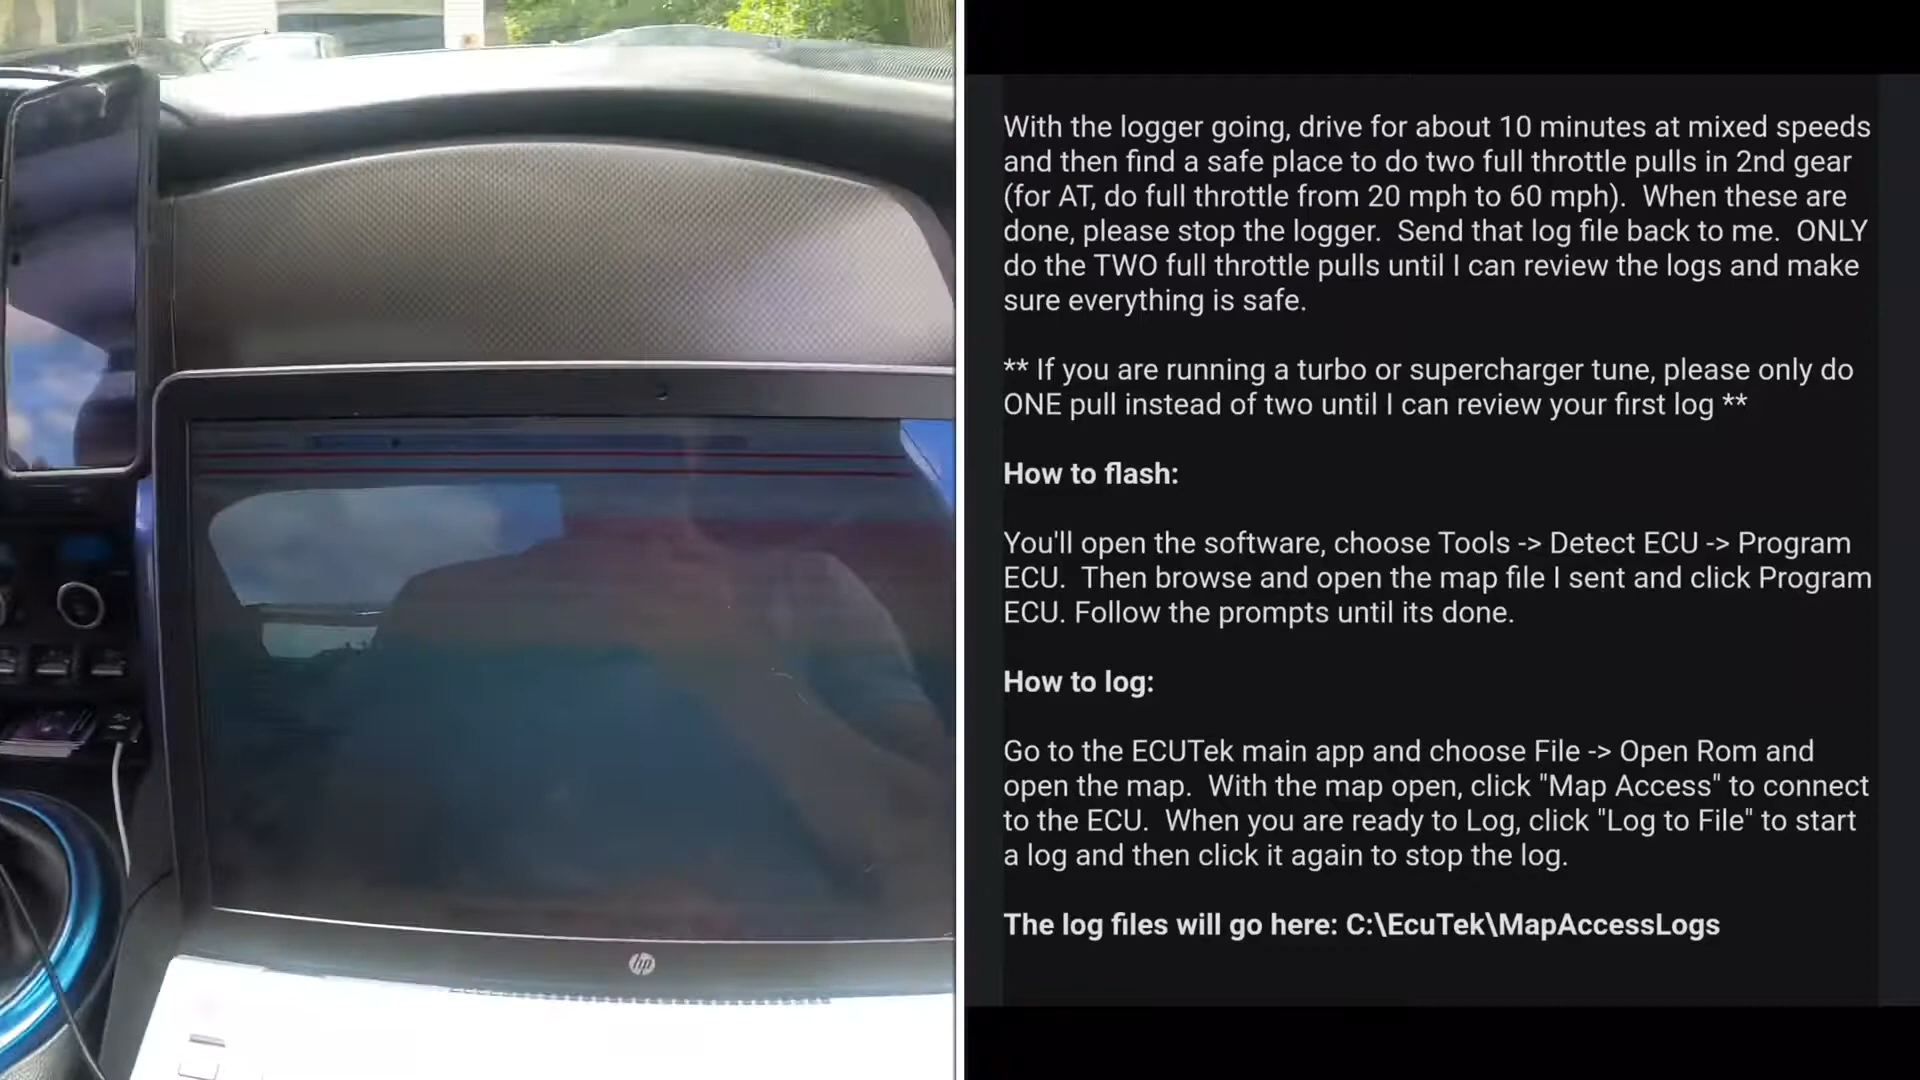 With the logger going, drive for about 10 minutes at mixed speeds
and then find a safe place to do two full throttle pulls in 2nd gear
(for AT, do full throttle from 20 mph to 60 mph).  When these are
done, please stop the logger.  Send that log file back to me.  ONLY
do the TWO full throttle pulls until I can review the logs and make
sure everything is safe.
** If you are running a turbo or supercharger tune, please only do
ONE pull instead of two until I can review your first log **
How to flash:
You'll open the software, choose Tools -> Detect ECU -> Program
ECU.  Then browse and open the map file I sent and click Program
ECU. Follow the prompts until its done.
How to log:
Go to the ECUTek main app and choose File -> Open Rom and
open the map.  With the map open, click "Map Access" to connect
to the ECU.  When you are ready to Log, click "Log to File" to start
a log and then click it again to stop the log.
The log files will go here: C:\EcuTek\MapAccessLogs
hp